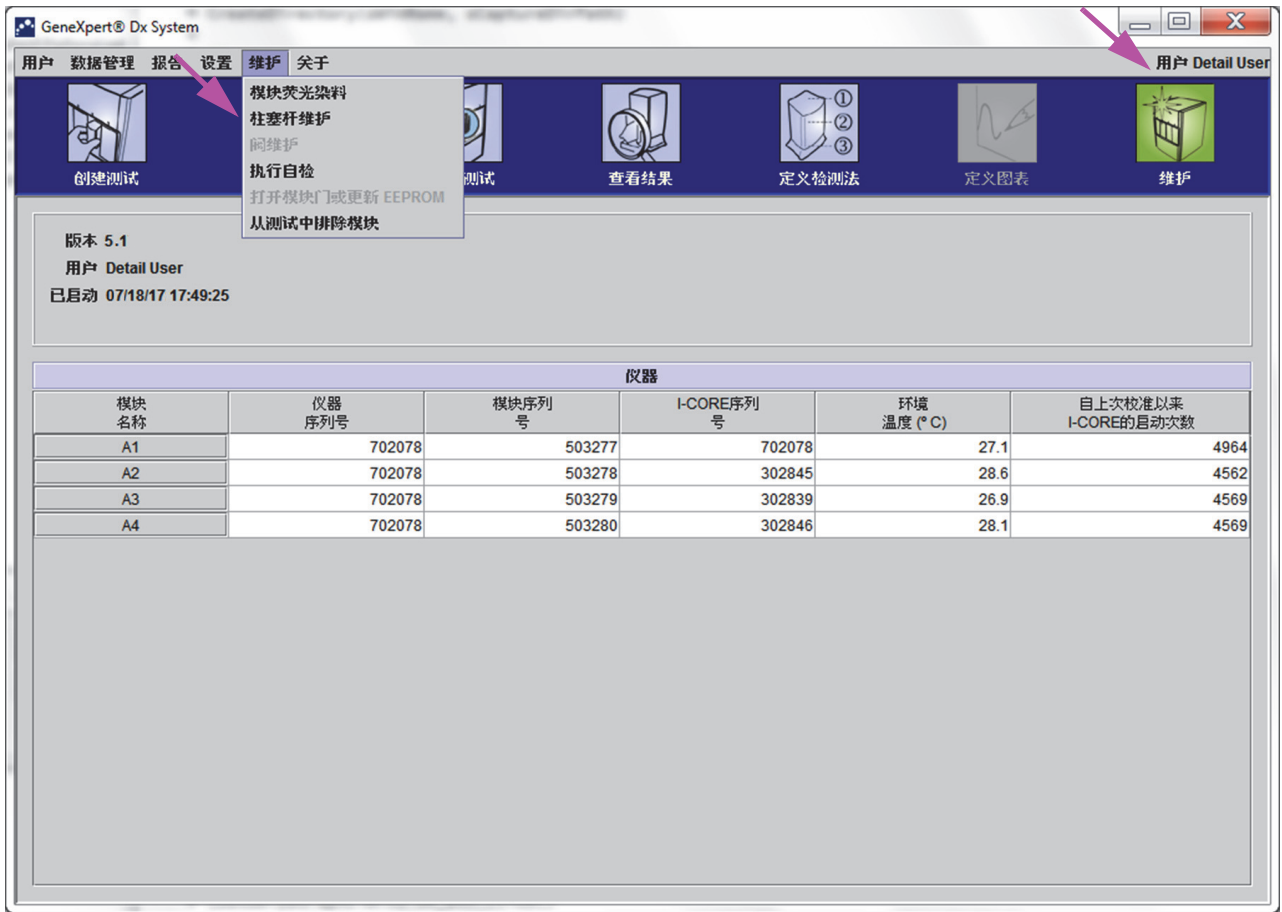 GeneXpert® Dx System
用户 数据管理 报告 设置 维护 关于
用户 Detail User
模块荧光染料
柱塞杆维护
阀维护
执行自检
打开模块门或更新 EEPROM
从测试中排除模块
创建测试
测试
查看结果
定义检测法
定义图表
维护
版本 5.1
用户 Detail User
已启动 07/18/17 17:49:25
仪器
模块 仪器 模块序列 I-CORE序列 环境 自上次校准以来
名称 序列号 号 号 温度 (° C) I-CORE的启动次数
A1 702078 503277 702078 27.1 4964
A2 702078 503278 302845 28.6 4562
A3 702078 503279 302839 26.9 4569
A4 702078 503280 302846 28.1 4569